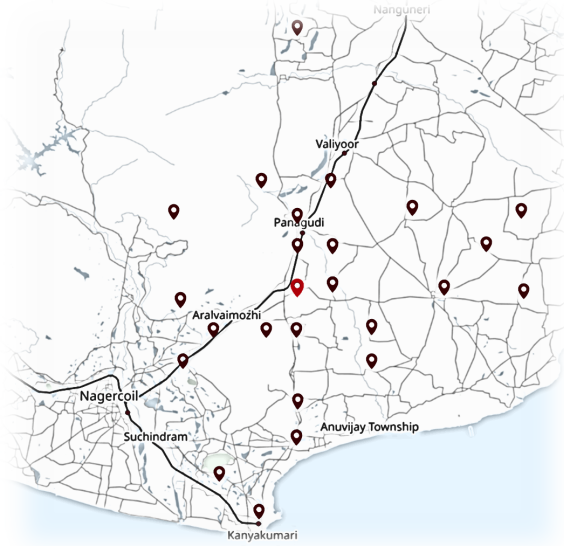 Nanguneri
Valiyoor
Panagudi
Aralvaimozhi
Nagercoil
Anuvijay Township
Suchindram
Kanyakumari